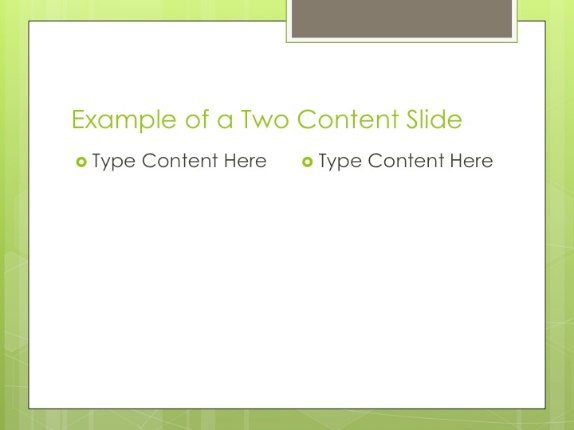 Example of a Two Content Slide
Type Content Here
Type Content Here